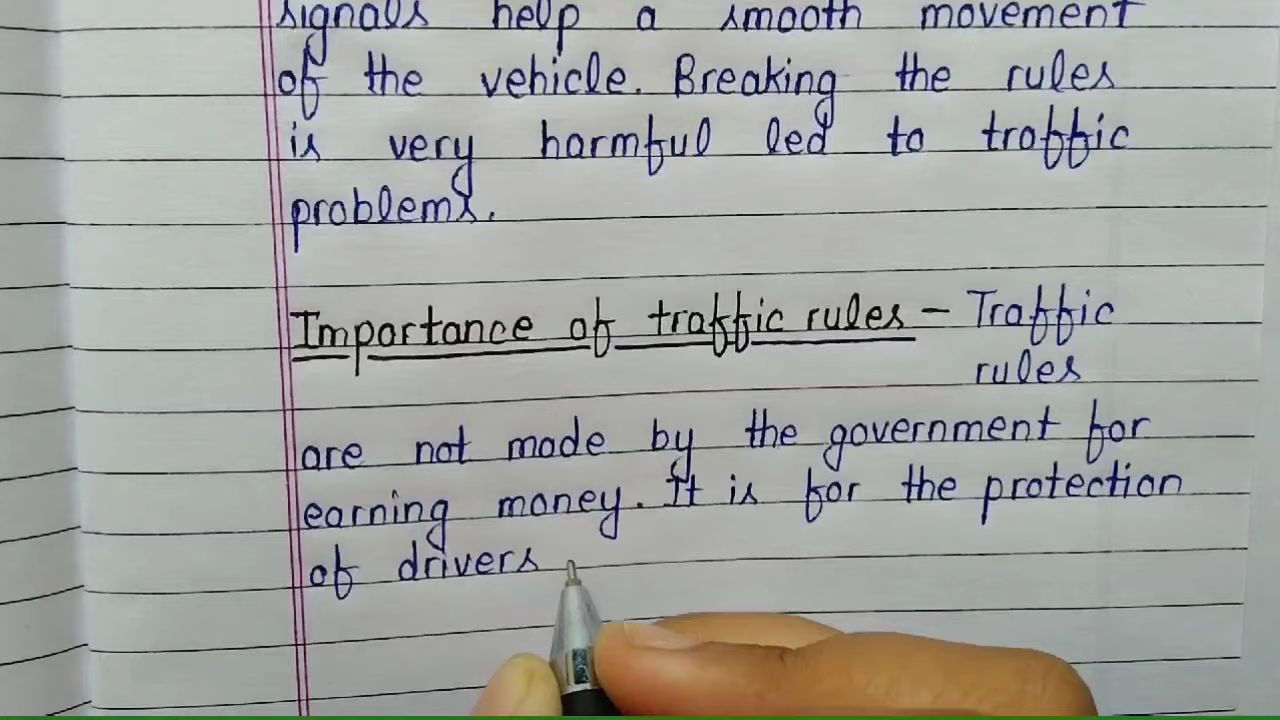 signals help a smooth movement
of the vehicle. Breaking the rules
is very harmful led to traffic
problems.
Importance of traffic rules - Traffic
rules
are not made by the government for
earning money. It is for the protection
of drivers